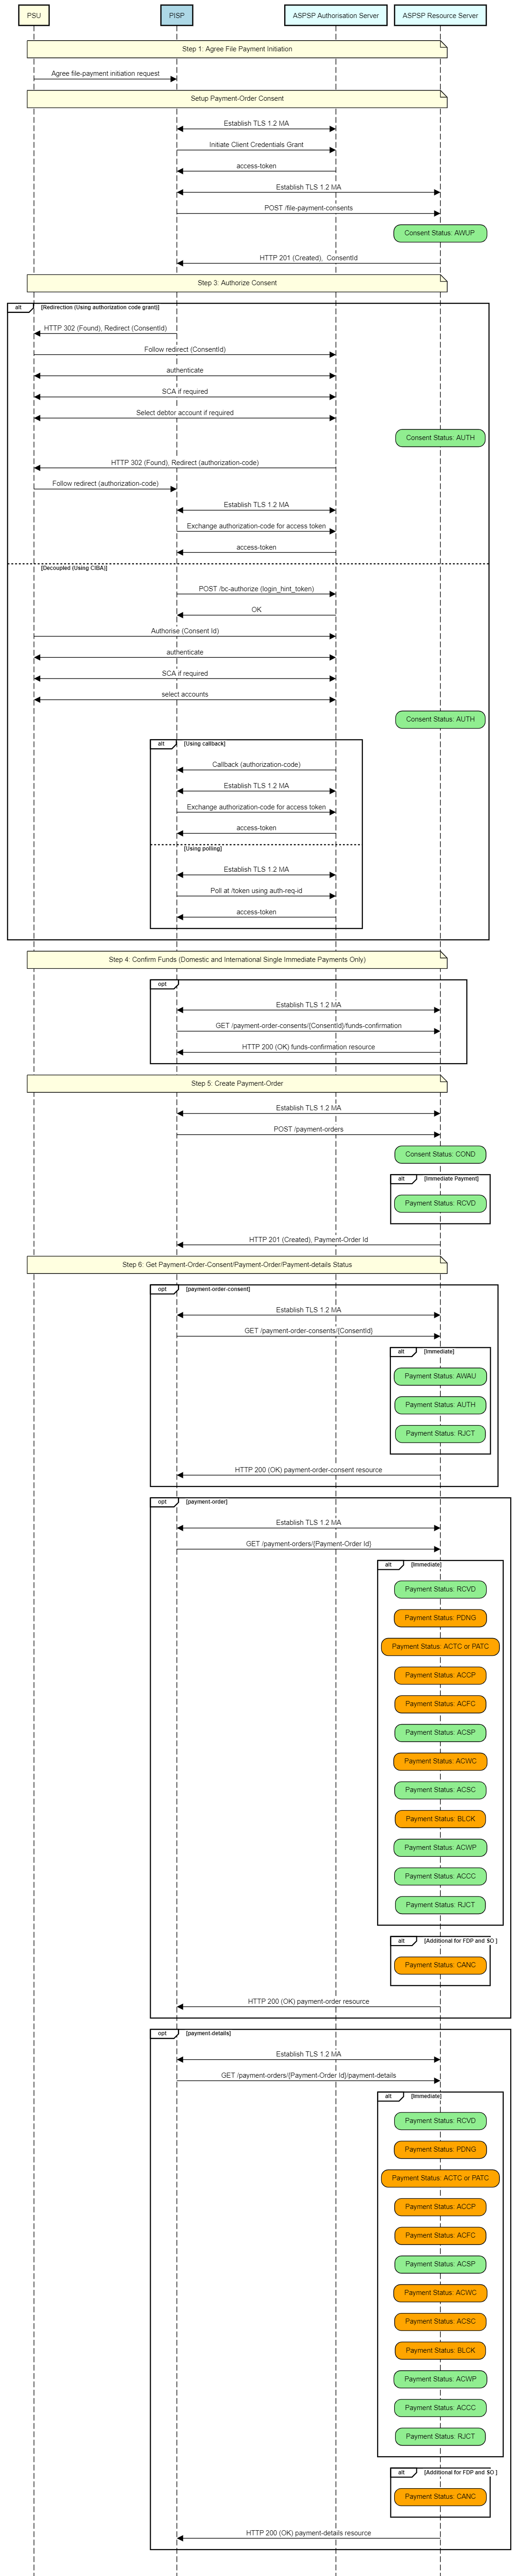 PSU
PISP
ASPSP Authorisation Server
ASPSP Resource Server
Step 1: Agree File Payment Initiation
Agree file-payment initiation request
Setup Payment-Order Consent
Establish TLS 1.2 MA
Initiate Client Credentials Grant
access-token
Establish TLS 1.2 MA
POST /file-payment-consents
Consent Status: AWUP
HTTP 201 (Created), ConsentId
Step 3: Authorize Consent
alt
[Redirection (Using authorization code grant)]
HTTP 302 (Found), Redirect (ConsentId)
Follow redirect (ConsentId)
authenticate
SCA if required
Select debtor account if required
Consent Status: AUTH
HTTP 302 (Found), Redirect (authorization-code)
Follow redirect (authorization-code)
Establish TLS 1.2 MA
Exchange authorization-code for access token
access-token
[Decoupled (Using CIBA)]
POST /bc-authorize (login_hint_token)
OK
Authorise (Consent Id)
authenticate
SCA if required
select accounts
Consent Status: AUTH
alt
[Using callback]
Callback (authorization-code)
Establish TLS 1.2 MA
Exchange authorization-code for access token
access-token
[Using polling]
Establish TLS 1.2 MA
Poll at /token using auth-req-id
access-token
Step 4: Confirm Funds (Domestic and International Single Immediate Payments Only)
opt
Establish TLS 1.2 MA
GET /payment-order-consents/{ConsentId}/funds-confirmation
HTTP 200 (OK) funds-confirmation resource
Step 5: Create Payment-Order
Establish TLS 1.2 MA
POST /payment-orders
Consent Status: COND
alt
[Immediate Payment]
Payment Status: RCVD
HTTP 201 (Created), Payment-Order Id
Step 6: Get Payment-Order-Consent/Payment-Order/Payment-details Status
opt
[payment-order-consent]
Establish TLS 1.2 MA
GET /payment-order-consents/{ConsentId}
alt
[Immediate]
Payment Status: AWAU
Payment Status: AUTH
Payment Status: RJCT
HTTP 200 (OK) payment-order-consent resource
opt
[payment-order]
Establish TLS 1.2 MA
GET /payment-orders/{Payment-Order Id}
alt
[Immediate]
Payment Status: RCVD
Payment Status: PDNG
Payment Status: ACTC or PATC
Payment Status: ACCP
Payment Status: ACFC
Payment Status: ACSP
Payment Status: ACWC
Payment Status: ACSC
Payment Status: BLCK
Payment Status: ACWP
Payment Status: ACCC
Payment Status: RJCT
alt
[Additional for FDP and SO ]
Payment Status: CANC
HTTP 200 (OK) payment-order resource
opt
[payment-details]
Establish TLS 1.2 MA
GET /payment-orders/{Payment-Order Id}/payment-details
alt
[Immediate]
Payment Status: RCVD
Payment Status: PDNG
Payment Status: ACTC or PATC
Payment Status: ACCP
Payment Status: ACFC
Payment Status: ACSP
Payment Status: ACWC
Payment Status: ACSC
Payment Status: BLCK
Payment Status: ACWP
Payment Status: ACCC
Payment Status: RJCT
alt
[Additional for FDP and SO ]
Payment Status: CANC
HTTP 200 (OK) payment-details resource